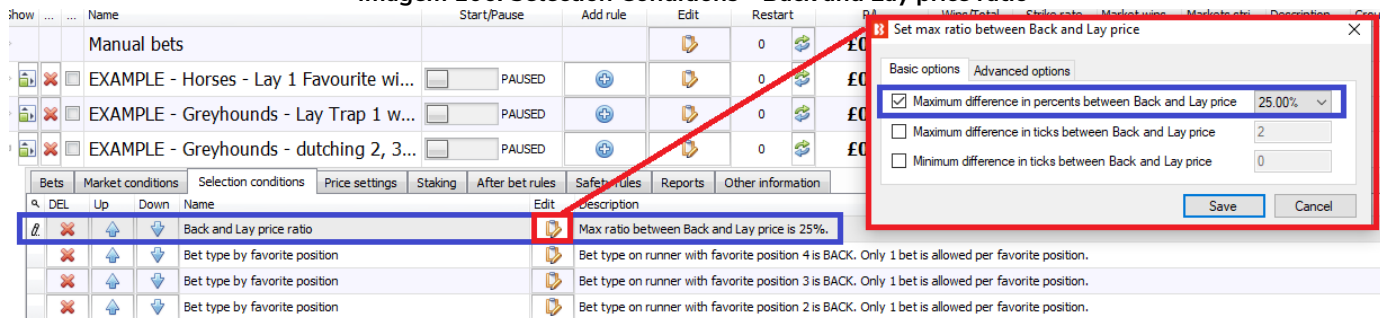 Show ... ... Name Start/Pause Add rule Edit Restart
Manual bets 0 £0
EXAMPLE - Horses - Lay 1 Favourite wi... PAUSED 0 £0
EXAMPLE - Greyhounds - Lay Trap 1 w... PAUSED 0 £0
EXAMPLE - Greyhounds - dutching 2, 3... PAUSED 0 £0
Set max ratio between Back and Lay price
Basic options Advanced options
Maximum difference in percents between Back and Lay price 25.00%
Maximum difference in ticks between Back and Lay price 2
Minimum difference in ticks between Back and Lay price 0
Save Cancel
Bets Market conditions Selection conditions Price settings Staking After bet rules Safety rules Reports Other information
DEL Up Down Name Edit Description
Back and Lay price ratio Max ratio between Back and Lay price is 25%.
Bet type by favorite position Bet type on runner with favorite position 4 is BACK. Only 1 bet is allowed per favorite position.
Bet type by favorite position Bet type on runner with favorite position 3 is BACK. Only 1 bet is allowed per favorite position.
Bet type by favorite position Bet type on runner with favorite position 2 is BACK. Only 1 bet is allowed per favorite position.